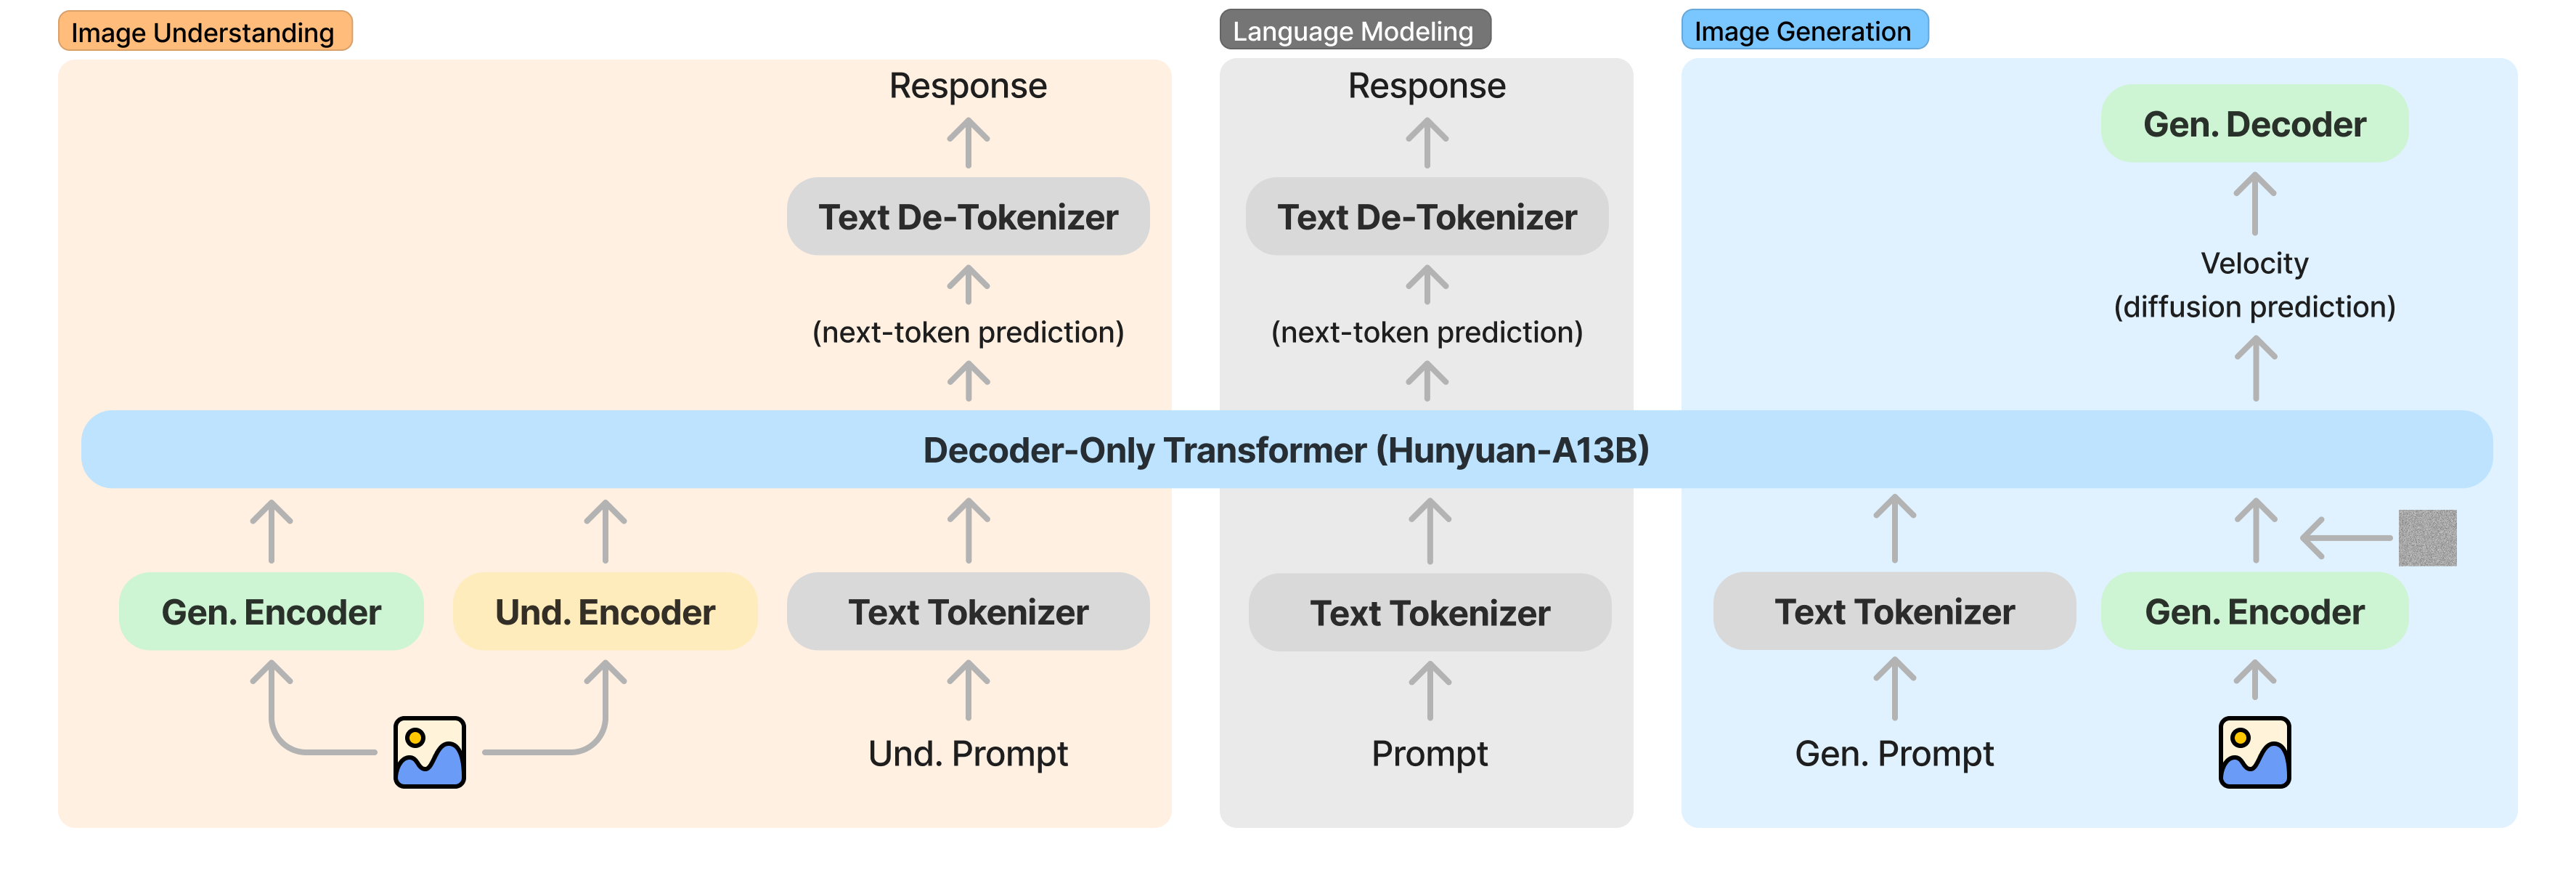 Image Understanding
Response
Text De-Tokenizer
(next-token prediction)
Gen. Encoder
Und. Encoder
Text Tokenizer
Und. Prompt
Language Modeling
Response
Text De-Tokenizer
(next-token prediction)
Decoder-Only Transformer (Hunyuan-A13B)
Text Tokenizer
Prompt
Image Generation
Gen. Decoder
Velocity
(diffusion prediction)
Text Tokenizer
Gen. Encoder
Gen. Prompt